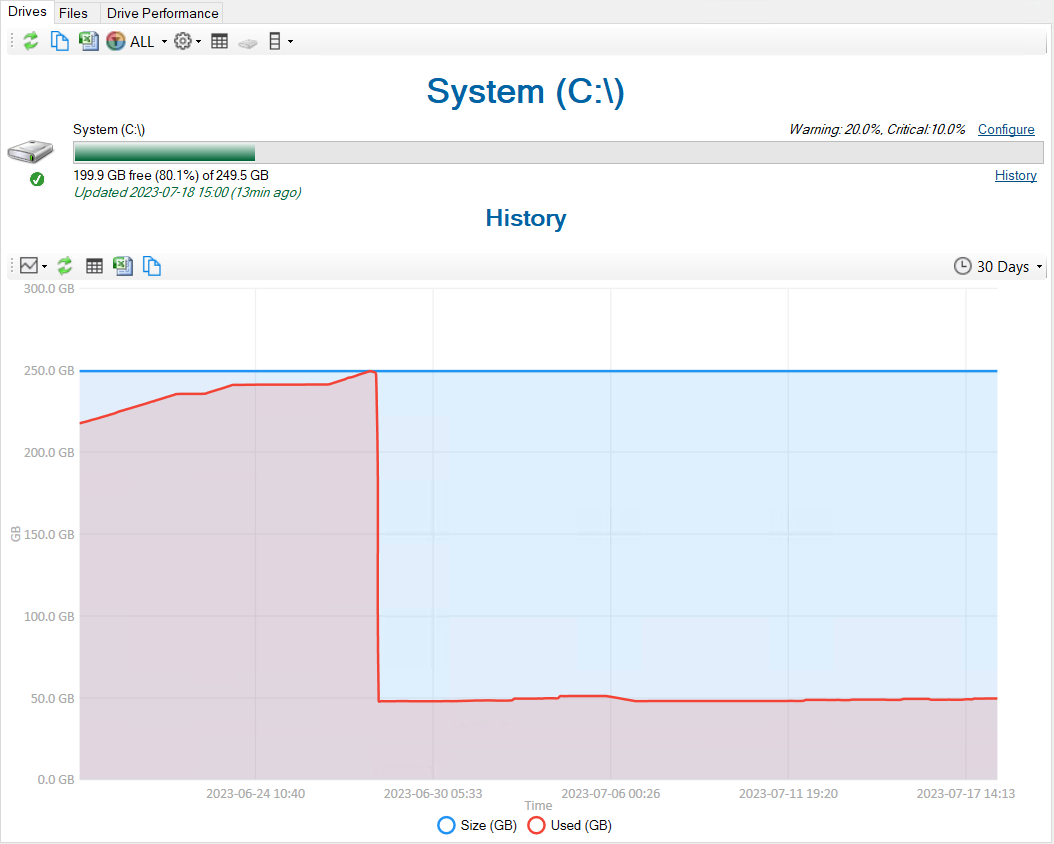 Drives Files Drive Performance
ALL
System (C:\)
System (C:\) Warning: 20.0%, Critical:10.0% Configure
199.9 GB free (80.1%) of 249.5 GB History
Updated 2023-07-18 15:00 (13min ago)
History
30 Days
300.0 GB
250.0 GB
200.0 GB
150.0 GB
100.0 GB
50.0 GB
0.0 GB
GB
2023-06-24 10:40 2023-06-30 05:33 2023-07-06 00:26 2023-07-11 19:20 2023-07-17 14:13
Time
Size (GB) Used (GB)